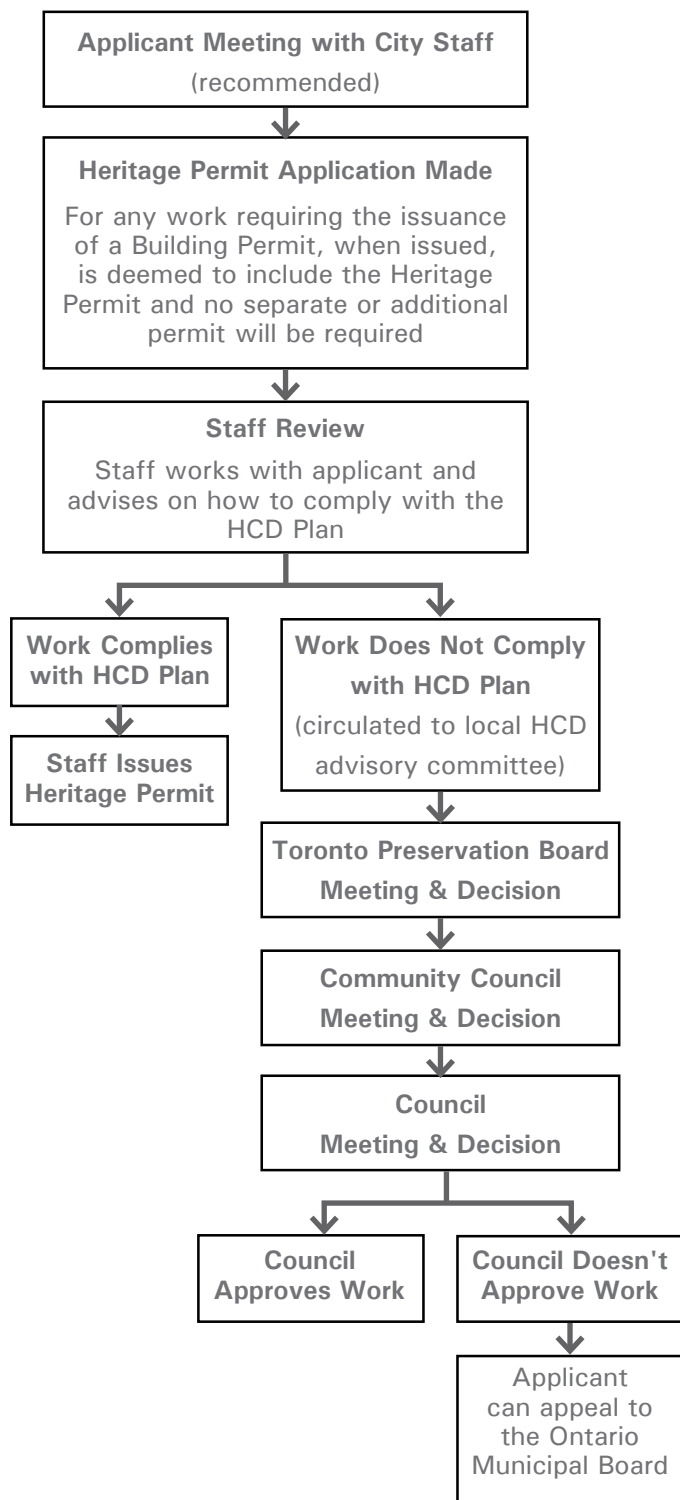 Applicant Meeting with City Staff
(recommended)
Heritage Permit Application Made
For any work requiring the issuance
of a Building Permit, when issued,
is deemed to include the Heritage
Permit and no separate or additional
permit will be required
Staff Review
Staff works with applicant and
advises on how to comply with the
HCD Plan
Work Complies
with HCD Plan
Staff Issues
Heritage Permit
Work Does Not Comply
with HCD Plan
(circulated to local HCD
advisory committee)
Toronto Preservation Board
Meeting & Decision
Community Council
Meeting & Decision
Council
Meeting & Decision
Council
Approves Work
Council Doesn't
Approve Work
Applicant
can appeal to
the Ontario
Municipal Board